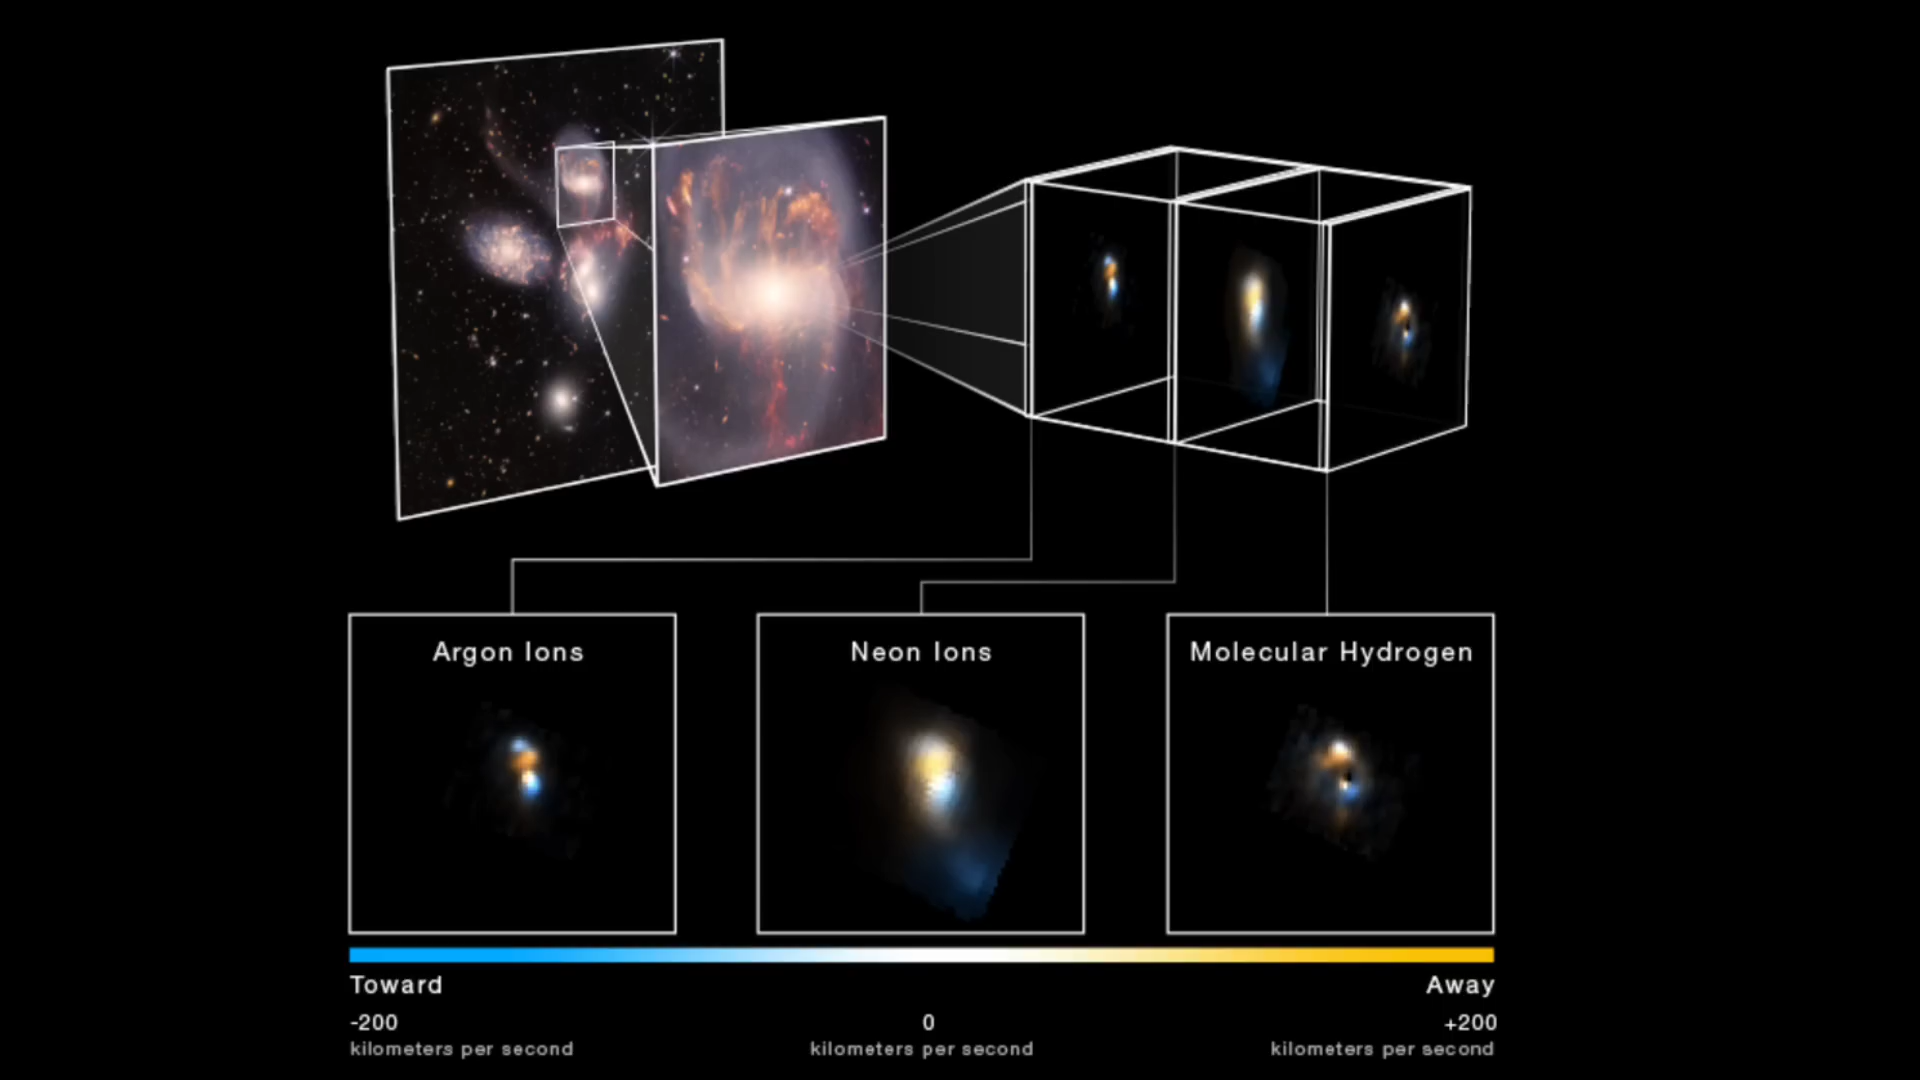 Argon Ions
Neon Ions
Molecular Hydrogen
Toward
Away
-200
0
+200
kilometers per second
kilometers per second
kilometers per second